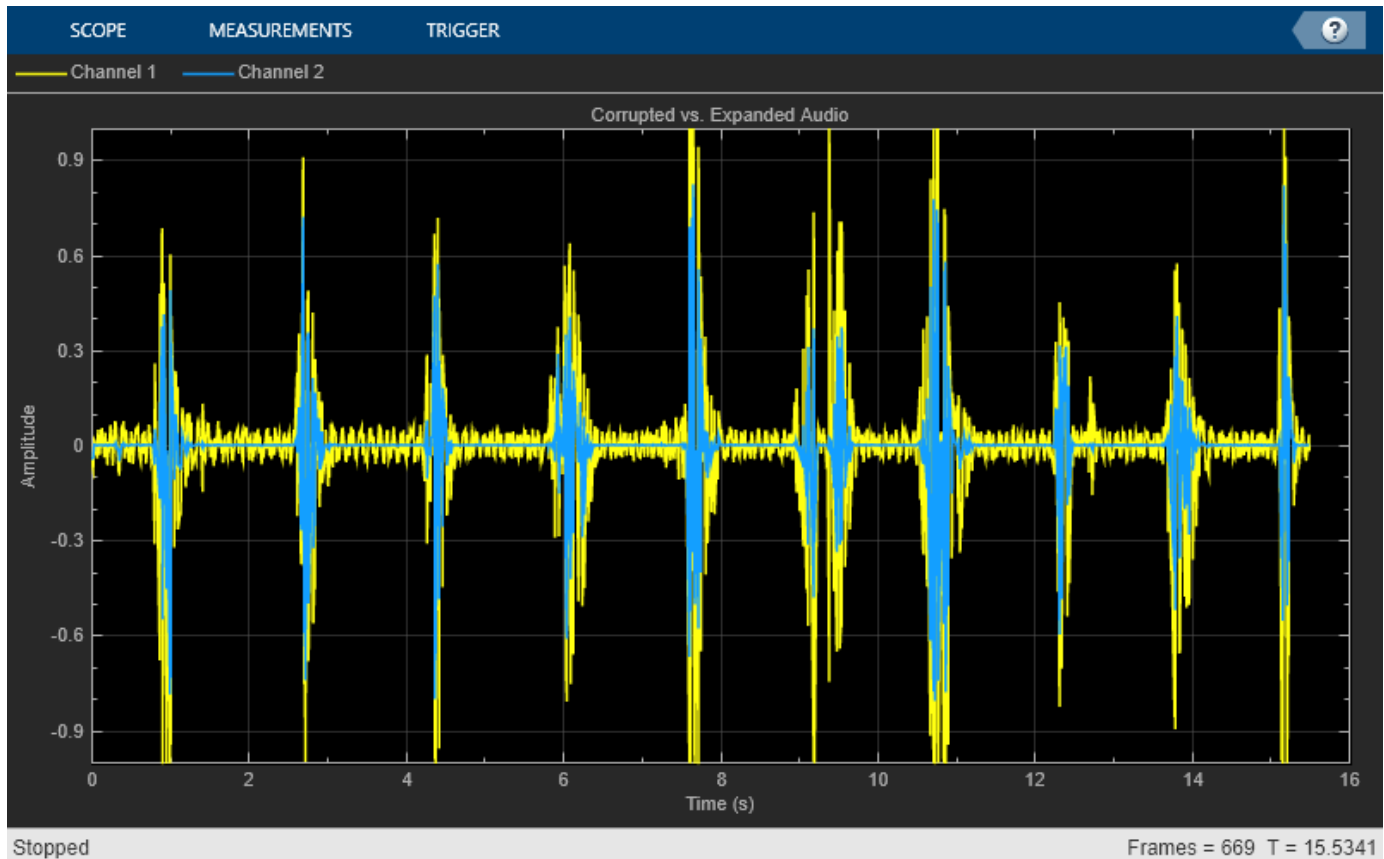 SCOPE MEASUREMENTS TRIGGER ?
Channel 1 Channel 2
Corrupted vs. Expanded Audio
0.9
0.6
0.3
0
-0.3
-0.6
-0.9
Amplitude
0 2 4 6 8 10 12 14 16
Time (s)
Stopped Frames = 669 T = 15.5341